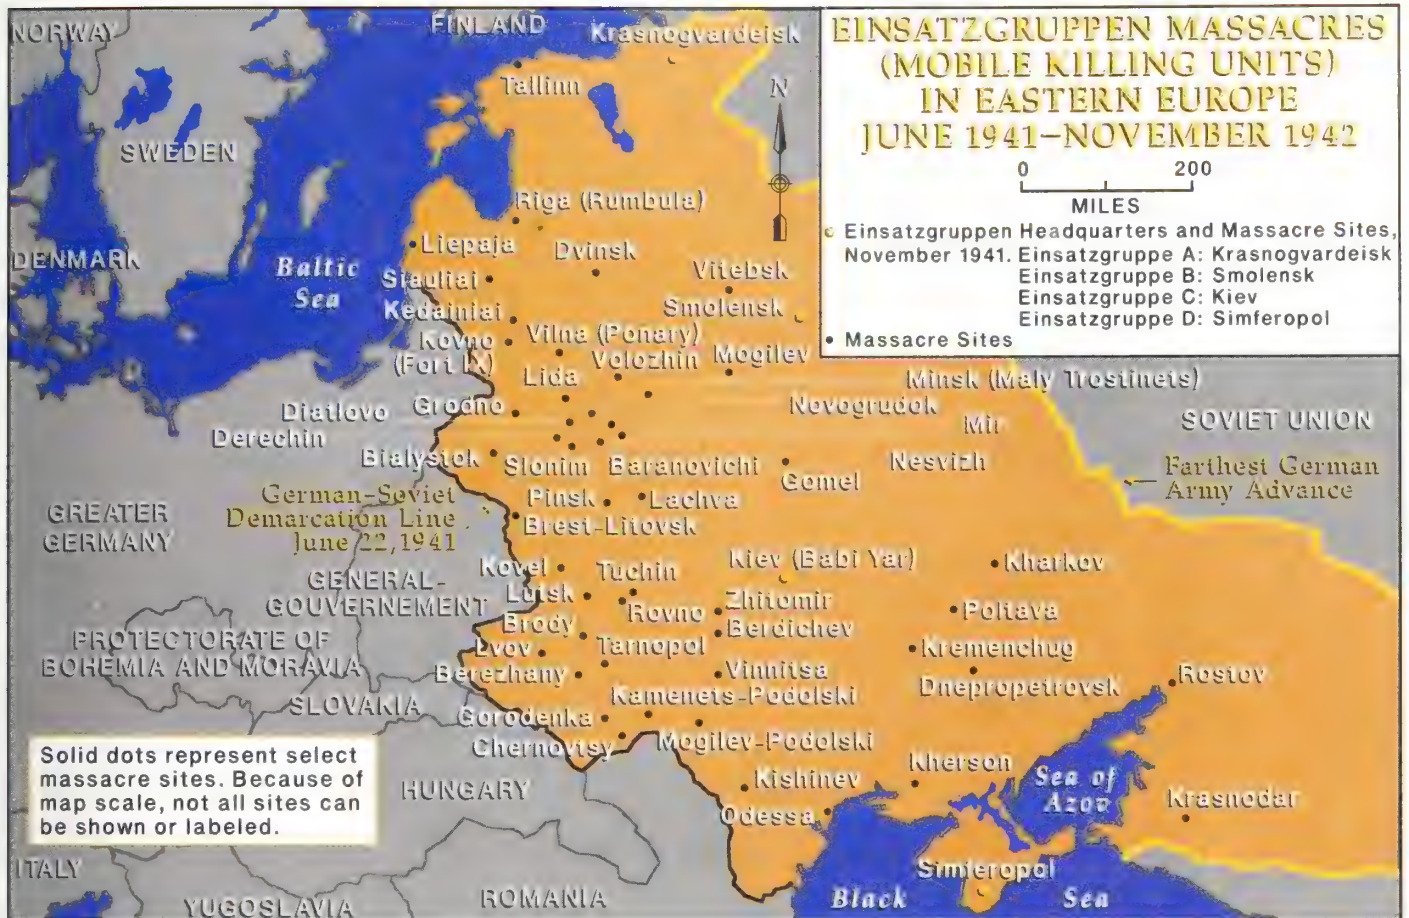 NORWAY
FINLAND
Krasnogvardeisk
EINSATZGRUPPEN MASSACRES
(MOBILE KILLING UNITS)
IN EASTERN EUROPE
JUNE 1941–NOVEMBER 1942
0 200
MILES
Einsatzgruppen Headquarters and Massacre Sites,
November 1941. Einsatzgruppe A: Krasnogvardeisk
Einsatzgruppe B: Smolensk
Einsatzgruppe C: Kiev
Einsatzgruppe D: Simferopol
• Massacre Sites
Tallinn
N
SWEDEN
Riga (Rumbula)
Liepaja
Dvinsk
DENMARK
Baltic
Sea
Siauliai
Vitebsk
Kedainiai
Smolensk
Kovno
(Fort IX)
Vilna (Ponary)
Volozhin
Mogilev
Lida
Minsk (Maly Trostinets)
Diatlovo
Grodno
Novogrudok
Mir
SOVIET UNION
Derechin
Bialystok
Slonim
Baranovichi
Gomel
Nesvizh
Farthest German
Army Advance
German-Soviet
Demarcation Line
June 22, 1941
Pinsk
Lachva
Brest-Litovsk
GREATER
GERMANY
GENERAL-
GOUVERNEMENT
Kovel
Tuchin
Kiev (Babi Yar)
Kharkov
Lutsk
Rovno
Zhitomir
Poltava
Brody
Berdichev
PROTECTORATE OF
BOHEMIA AND MORAVIA
Lvov
Tarnopol
Kremenchug
Berezhany
Vinnitsa
Dnepropetrovsk
Rostov
SLOVAKIA
Kamenets-Podolski
Gorodenka
Chernovtsy
Mogilev-Podolski
Solid dots represent select
massacre sites. Because of
map scale, not all sites can
be shown or labeled.
HUNGARY
Kishinev
Kherson
Sea of
Azov
Odessa
Krasnodar
ITALY
YUGOSLAVIA
ROMANIA
Simferopol
Black Sea